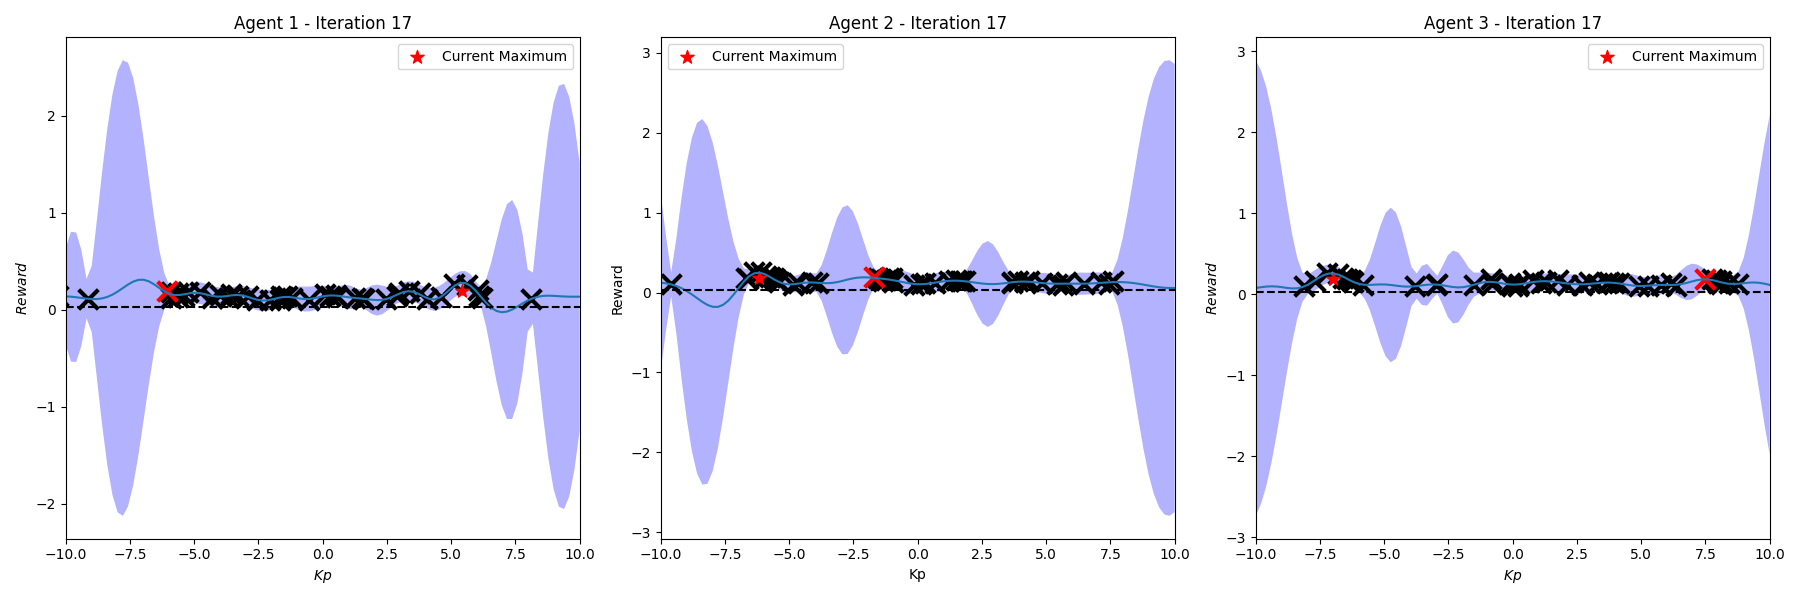 Agent 1 - Iteration 17
Current Maximum
Reward
2
1
0
−1
−2
−10.0 −7.5 −5.0 −2.5 0.0 2.5 5.0 7.5 10.0
Kp
Agent 2 - Iteration 17
Current Maximum
Reward
3
2
1
0
−1
−2
−3
−10.0 −7.5 −5.0 −2.5 0.0 2.5 5.0 7.5 10.0
Kp
Agent 3 - Iteration 17
Current Maximum
Reward
3
2
1
0
−1
−2
−3
−10.0 −7.5 −5.0 −2.5 0.0 2.5 5.0 7.5 10.0
Kp